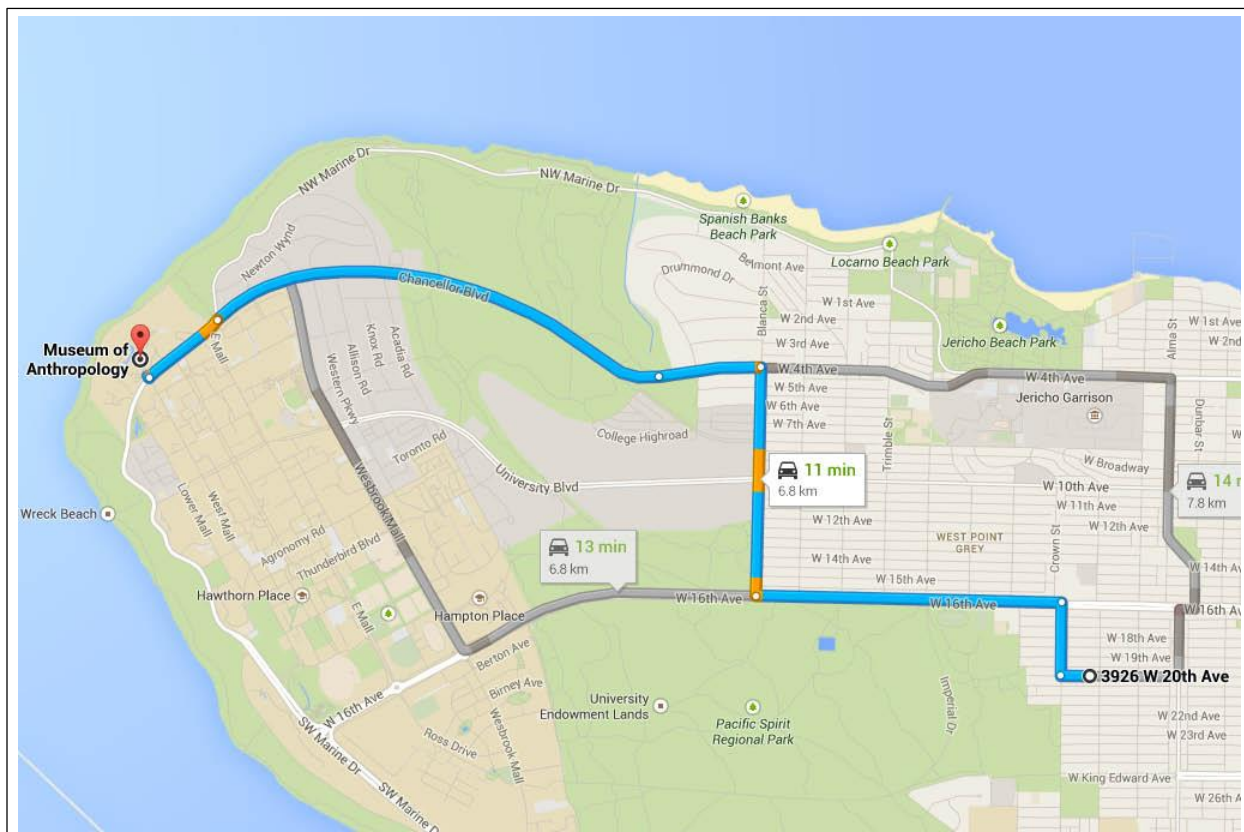 NW Marine Dr
NW Marine Dr
Spanish Banks
Beach Park
Newton Wynd
Belmont Ave
Locarno Beach Park
Drummond Dr
Chancellor Blvd
Blanca St
W 1st Ave
W 2nd Ave
W 1st Ave
W 2nd
Alma St
Jericho Beach Park
W 3rd Ave
E Mall
Museum of
Anthropology
Acadia Rd
Knox Rd
Allison Rd
Western Pkwy
W 4th Ave
W 4th Ave
W 5th Ave
W 6th Ave
W 7th Ave
Jericho Garrison
Dunbar St
Trimble St
College Highroad
Toronto Rd
University Blvd
W Broadway
11 min
6.8 km
14 m
7.8 km
W 10th Ave
W 11th Ave
W 12th Ave
W 12th Ave
Wesbrook Mall
Lower Mall
West Mall
Wreck Beach
Agronomy Rd
Thunderbird Blvd
WEST POINT
GREY
Crown St
13 min
6.8 km
W 14th Ave
W 14th
W 15th Ave
Hawthorn Place
E Mall
Hampton Place
W 16th Ave
W 16th Ave
W 16th Ave
W 18th Ave
W 19th Ave
3926 W 20th Ave
Berton Ave
Birney Ave
Wesbrook Mall
W 16th Ave
Ross Drive
SW Marine Dr
SW Marine Dr
University
Endowment Lands
Pacific Spirit
Regional Park
Imperial Dr
W 22nd Ave
W 23rd Ave
W King Edward Ave
W 26th Ave